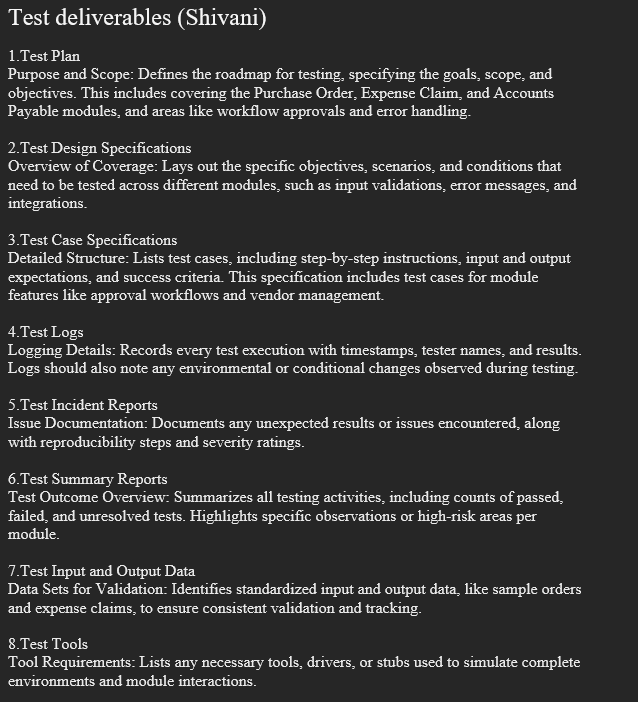 Test deliverables (Shivani)
1.Test Plan
Purpose and Scope: Defines the roadmap for testing, specifying the goals, scope, and
objectives. This includes covering the Purchase Order, Expense Claim, and Accounts
Payable modules, and areas like workflow approvals and error handling.
2.Test Design Specifications
Overview of Coverage: Lays out the specific objectives, scenarios, and conditions that
need to be tested across different modules, such as input validations, error messages, and
integrations.
3.Test Case Specifications
Detailed Structure: Lists test cases, including step-by-step instructions, input and output
expectations, and success criteria. This specification includes test cases for module
features like approval workflows and vendor management.
4.Test Logs
Logging Details: Records every test execution with timestamps, tester names, and results.
Logs should also note any environmental or conditional changes observed during testing.
5.Test Incident Reports
Issue Documentation: Documents any unexpected results or issues encountered, along
with reproducibility steps and severity ratings.
6.Test Summary Reports
Test Outcome Overview: Summarizes all testing activities, including counts of passed,
failed, and unresolved tests. Highlights specific observations or high-risk areas per
module.
7.Test Input and Output Data
Data Sets for Validation: Identifies standardized input and output data, like sample orders
and expense claims, to ensure consistent validation and tracking.
8.Test Tools
Tool Requirements: Lists any necessary tools, drivers, or stubs used to simulate complete
environments and module interactions.